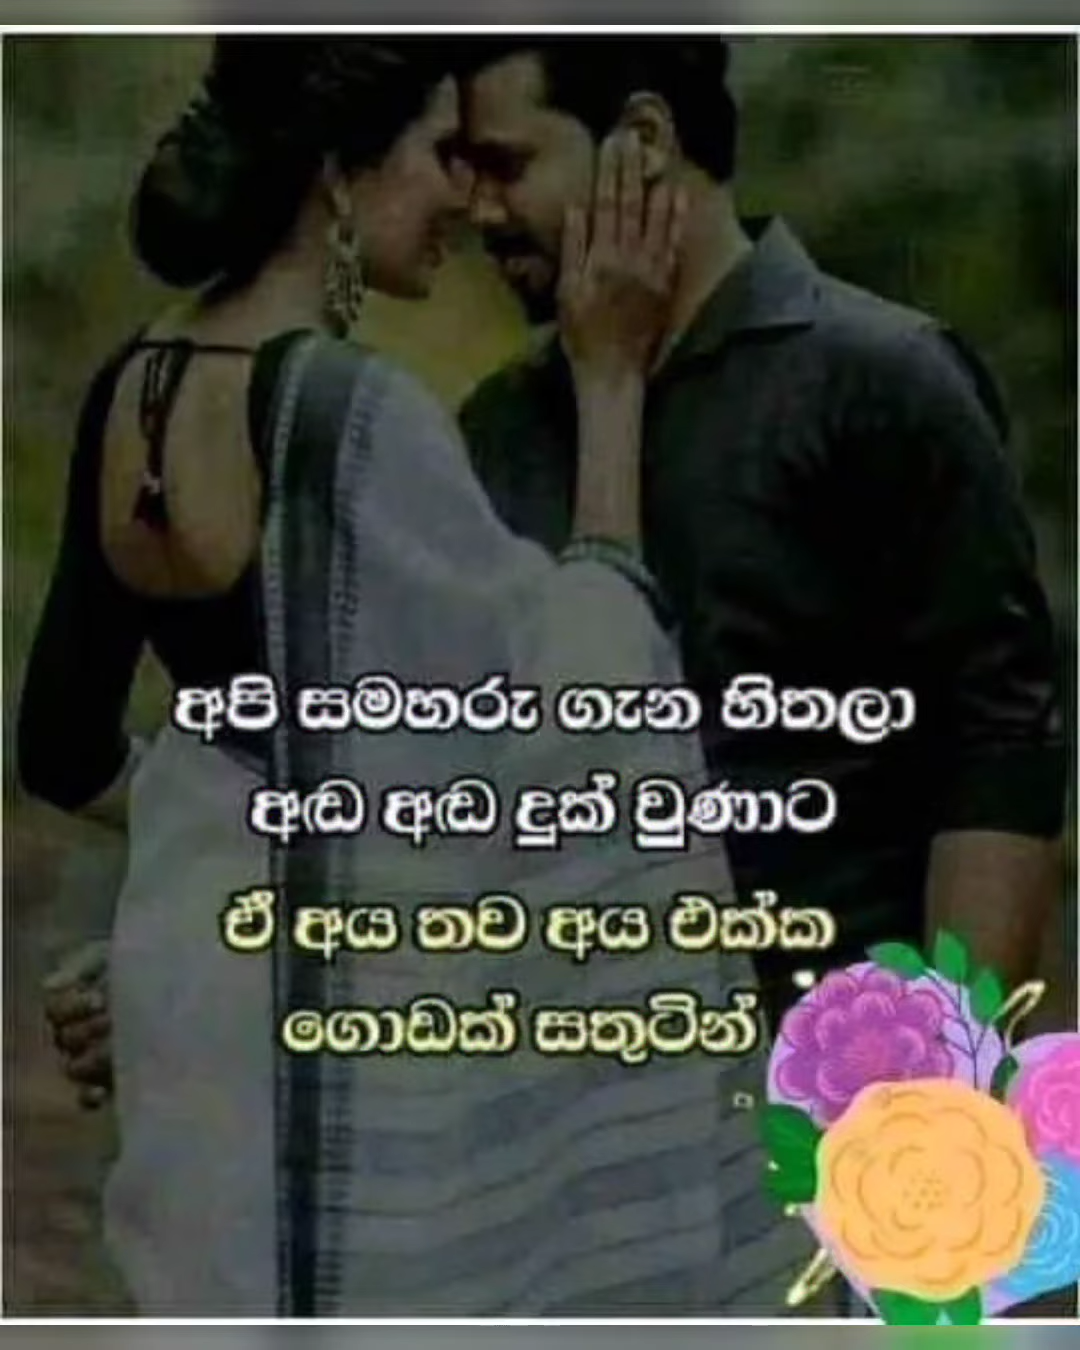 අපි සමහරු ගැන හිතලා
අඬ අඬ දුක් වුණාට
ඒ අය තව අය එක්ක
ගොඩක් සතුටින්